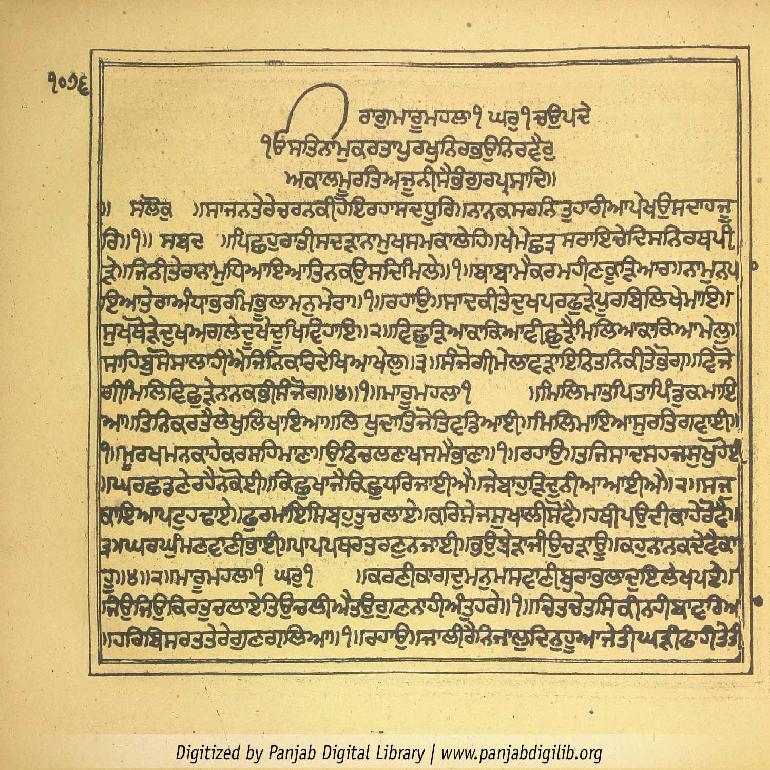 ੧੦੭੬
ਰਾਗੁਮਾਰੂਮਹਲਾ੧ ਘਰੁ੧ਚਉਪਦੇ
੧ਓਸਤਿਨਾਮੁਕਰਤਾਪੁਰਖੁਨਿਰਭਉਨਿਰਵੈਰੁ
ਅਕਾਲਮੂਰਤਿਅਜੂਨੀਸੈਭੰਗੁਰਪ੍ਰਸਾਦਿ॥
॥ ਸਲੋਕੁ ॥ਸਾਜਨਤੇਰੇਚਰਨਕੀਹੋਇਰਹਾਸਦਧੂਰਿ॥ਨਾਨਕਸਰਣਿਤੁਹਾਰੀਆਪੇਖਉਸਦਾਹਜੂ
ਰਿ॥੧॥ ਸਬਦ ॥ਪਿਛਹੁਰਾਤੀਸਦੜਾਨਾਮੁਖਸਮਕਾਲੇਹਿ॥ਖੇਮੇਛਤ੍ਰ ਸਰਾਇਚੇਦਿਸਨਿਰਥਪੀ
ੜੇ॥ਜਿਨੀਤੇਰਾਨਾਮੁਧਿਆਇਆਤਿਨਕਉਸਦਿਮਿਲੇ॥੧॥ਬਾਬਾਮੈਕਰਮਹੀਣਕੂੜਿਆਰ॥ਨਾਮੁਨਪ
ਇਆਤੇਰਾਅੰਧਾਭਰਮਿਭੂਲਾਮਨੁਮੇਰਾ॥੧॥ਰਹਾਉ॥ਸਾਦਕੀਤੇਦੁਖਪਰਫੁੜੇਪੂਰਬਿਲਿਖੇਮਾਇ॥
ਸੁਖਥੋੜੇਦੁਖਅਗਲੇਦੂਖੇਦੂਖਿਵਿਹਾਇ॥੨॥ਵਿਛੁੜਿਆਕਾਕਿਆਵੀਛੁੜੈਮਿਲਿਆਕਾਕਿਆਮੇਲੁ॥
ਸਾਹਿਬੁਸੋਸਾਲਾਹੀਐਜਿਨਿਕਰਿਦੇਖਿਆਖੇਲੁ॥੩॥ਸੰਜੋਗੀਮੇਲਾਵੜਾਇਨਿਤਨਿਕੀਤੇਭੋਗ॥ਵਿਜੋ
ਗੀਮਿਲਿਵਿਛੁੜੇਨਾਨਕਭੀਸੰਜੋਗ॥੪॥੧॥ਮਾਰੂਮਹਲਾ੧ ॥ਮਿਲਿਮਾਤਪਿਤਾਪਿੰਡੁਕਮਾਇ
ਆ॥ਤਿਨਿਕਰਤੈਲੇਖੁਲਿਖਾਇਆ॥ਲਿਖੁਦਾਤਿਜੋਤਿਵਡਿਆਈ॥ਮਿਲਿਮਾਇਆਸੁਰਤਿਗਵਾਈ॥
੧॥ਮੂਰਖਮਨਕਾਹੇਕਰਸਹਿਮਾਣਾ॥ਉਠਿਚਲਣਾਖਸਮੈਭਾਣਾ॥੧॥ਰਹਾਉ॥ਤਜਿਸਾਦਸਹਜਸੁਖੁਹੋਈ
॥ਘਰਛਡਣੇਰਹੈਨਕੋਈ॥ਕਿਛੁਖਾਜੈਕਿਛੁਧਰਿਜਾਈਐ॥ਜੇਬਾਹੁੜਿਦੁਨੀਆਆਈਐ॥੨॥ਸਜ
ਕਾਇਆਪਟੁਹਢਾਏ॥ਫੁਰਮਾਇਸਿਬਹੁਤੁਚਲਾਏ॥ਕਰਿਸੇਜਸੁਖਾਲੀਸੋਵੈ॥ਹਥੀਪਉਦੀਕਾਹੇਰੋਵੈ॥
੩॥ਘਰਘੁੰਮਣਵਾਣੀਭਾਈ॥ਪਾਪਪਥਰਤਰਣੁਨਜਾਈ॥ਭਉਬੇੜਾਜੀਉਚੜਾਊ॥ਕਹੁਨਾਨਕਦੇਵੈਕਾ
ਹੂ॥੪॥੨॥ਮਾਰੂਮਹਲਾ੧ ਘਰੁ੧ ॥ਕਰਣੀਕਾਗਦੁਮਨੁਮਸਵਾਣੀਬੁਰਾਭਲਾਦੁਇਲੇਖਪਏ॥
ਜਿਉਜਿਉਕਿਰਤੁਚਲਾਏਤਿਉਚਲੀਐਤਉਗੁਣਨਾਹੀਅੰਤੁਹਰੇ॥੧॥ਚਿਤਚੇਤਸਿਕੀਨਹੀਬਾਵਰਿਆ
॥ਹਰਿਬਿਸਰਤਤੇਰੇਗੁਣਗਲਿਆ॥੧॥ਰਹਾਉ॥ਜਾਲੀਰੈਨਿਜਾਲੁਦਿਨੁਹੂਆਜੇਤੀਘੜੀਫਾਹੀਤੇਤੀ
Digitized by Panjab Digital Library | www.panjabdigilib.org